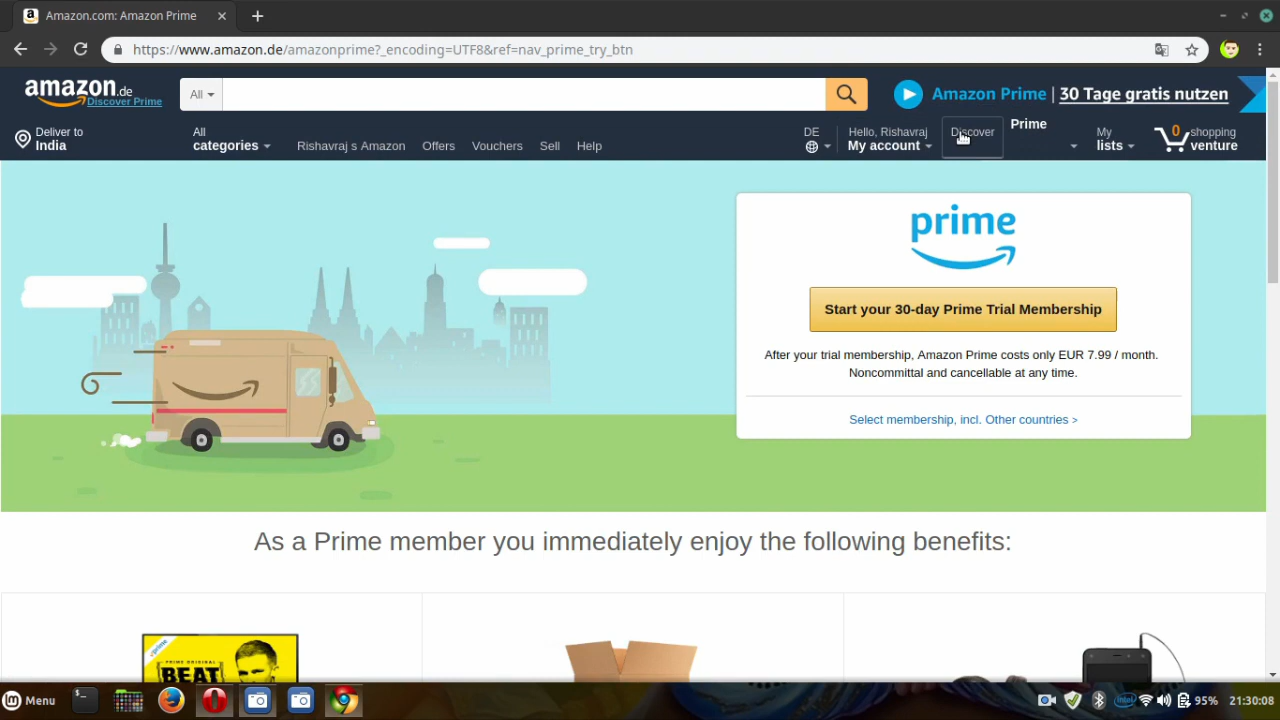 Amazon.com: Amazon Prime
https://www.amazon.de/amazonprime?_encoding=UTF8&ref=nav_prime_try_btn
amazon.de
Discover Prime
All
Amazon Prime | 30 Tage gratis nutzen
Deliver to
India
All
categories
Rishavraj s Amazon
Offers
Vouchers
Sell
Help
DE
Hello, Rishavraj
My account
Discover
Prime
My
lists
0
shopping
venture
prime
Start your 30-day Prime Trial Membership
After your trial membership, Amazon Prime costs only EUR 7.99 / month.
Noncommittal and cancellable at any time.
Select membership, incl. Other countries >
As a Prime member you immediately enjoy the following benefits:
prime
PRIME ORIGINAL
BEAT
Menu
intel
95%
21:30:08